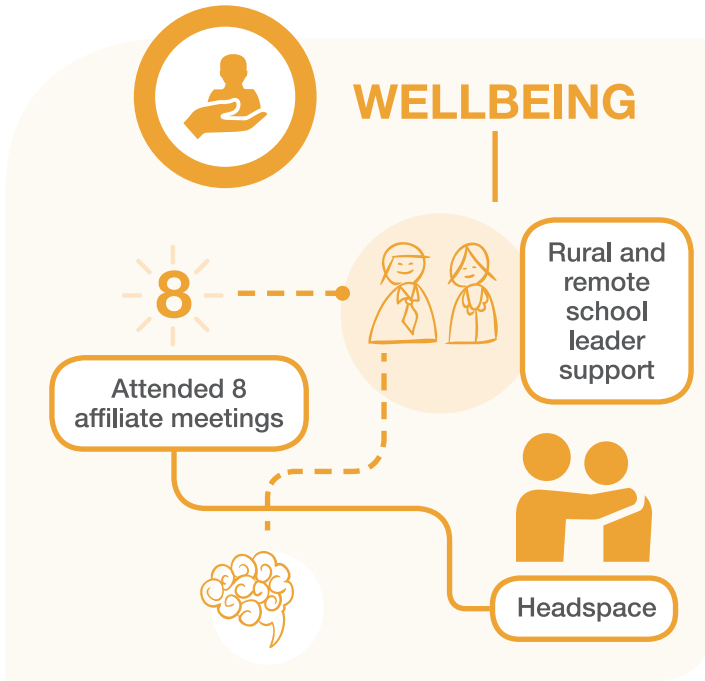 WELLBEING
8
Attended 8
affiliate meetings
Rural and
remote
school
leader
support
Headspace